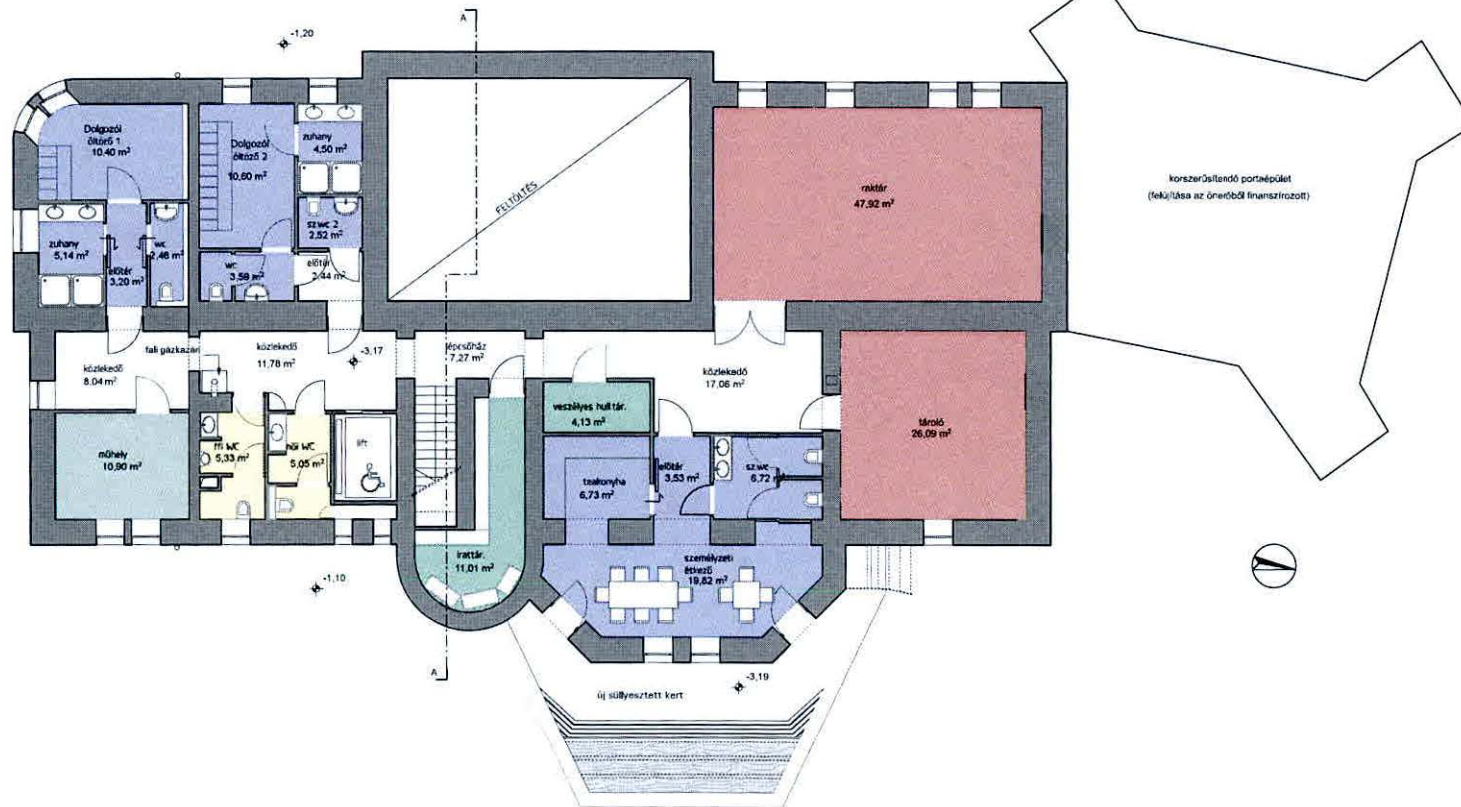 A
-1,20
Dolgozói
öltöző 1
10,40 m²
Dolgozói
öltöző 2
10,60 m²
zuhany
4,50 m²
FELTÖLTÉS
raktár
47,92 m²
korszerűsítendő portaépület
(felújítása az önerőből finanszírozott)
zuhany
5,14 m²
előtér
3,20 m²
wc
2,46 m²
sz.wc 2
2,52 m²
wc
3,59 m²
előtér
2,44 m²
közlekedő
8,04 m²
fali gázkazán
közlekedő
11,78 m²
-3,17
lépcsőház
7,27 m²
közlekedő
17,06 m²
veszélyes hull.tár.
4,13 m²
tároló
26,09 m²
műhely
10,90 m²
ffi WC
5,33 m²
női WC
5,05 m²
lift
teakonyha
6,73 m²
előtér
3,53 m²
sz.wc
6,72 m²
irattár.
11,01 m²
személyzeti
étkező
19,82 m²
-1,10
A
-3,19
új süllyesztett kert